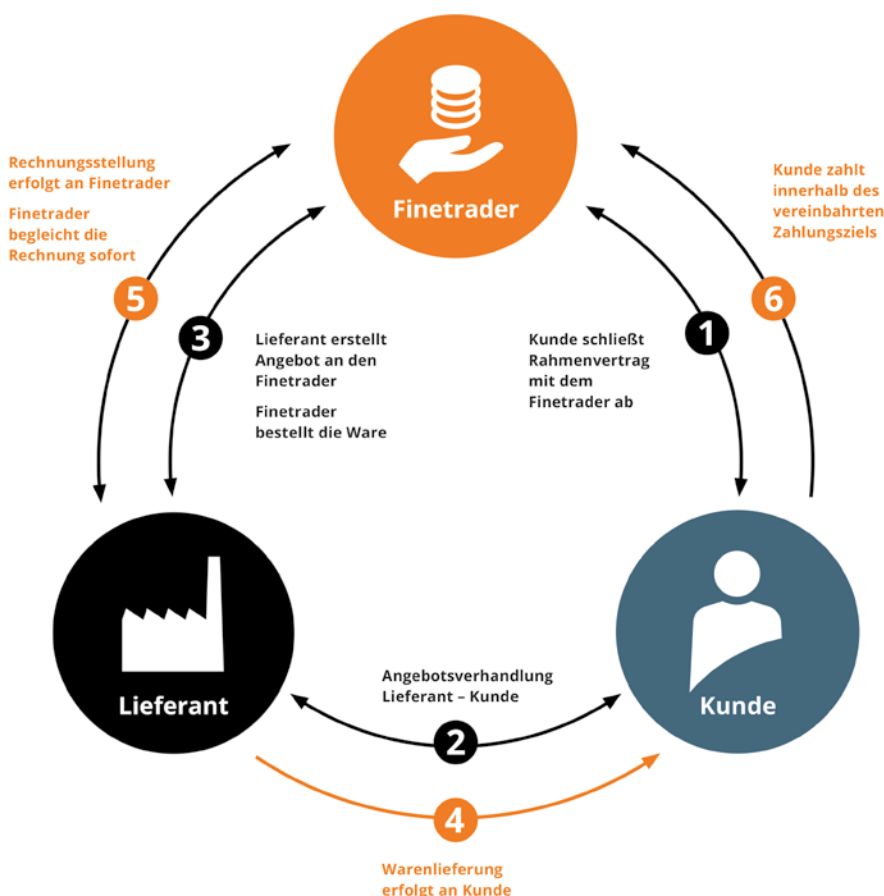 Finetrader
Rechnungsstellung
erfolgt an Finetrader
Finetrader
begleicht die
Rechnung sofort
5
3
Lieferant erstellt
Angebot an den
Finetrader
Finetrader
bestellt die Ware
Kunde schließt
Rahmenvertrag
mit dem
Finetrader ab
1
Kunde zahlt
innerhalb des
vereinbahrten
Zahlungsziels
6
Lieferant
Angebotsverhandlung
Lieferant – Kunde
2
Kunde
4
Warenlieferung
erfolgt an Kunde